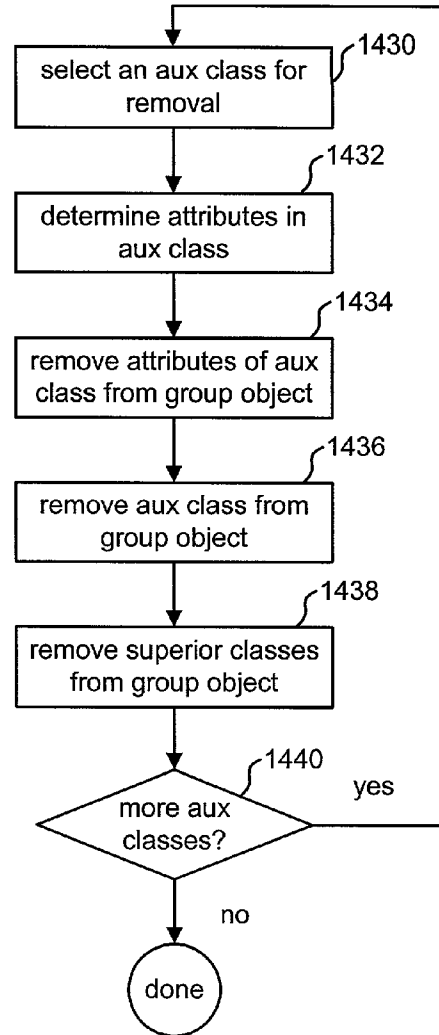 1430
select an aux class for
removal
1432
determine attributes in
aux class
1434
remove attributes of aux
class from group object
1436
remove aux class from
group object
1438
remove superior classes
from group object
1440
more aux
classes?
yes
no
done